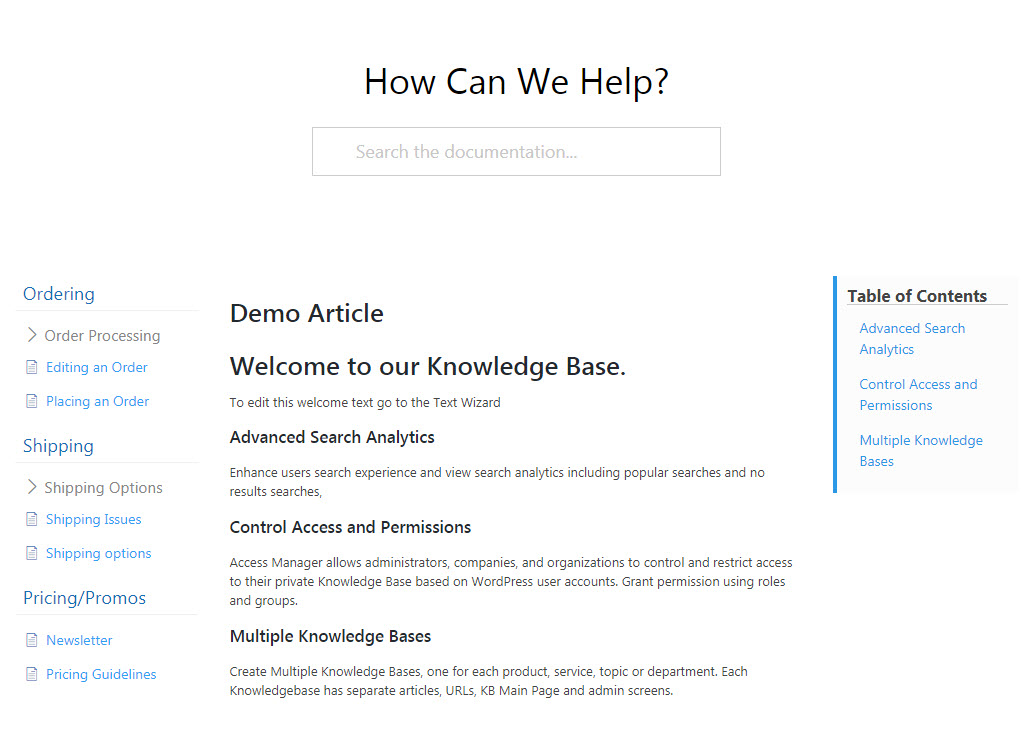 How Can We Help?
Search the documentation...
Ordering
Order Processing
Editing an Order
Placing an Order
Shipping
Shipping Options
Shipping Issues
Shipping options
Pricing/Promos
Newsletter
Pricing Guidelines
Demo Article
Welcome to our Knowledge Base.
To edit this welcome text go to the Text Wizard
Advanced Search Analytics
Enhance users search experience and view search analytics including popular searches and no
results searches,
Control Access and Permissions
Access Manager allows administrators, companies, and organizations to control and restrict access
to their private Knowledge Base based on WordPress user accounts. Grant permission using roles
and groups.
Multiple Knowledge Bases
Create Multiple Knowledge Bases, one for each product, service, topic or department. Each
Knowledgebase has separate articles, URLs, KB Main Page and admin screens.
Table of Contents
Advanced Search
Analytics
Control Access and
Permissions
Multiple Knowledge
Bases